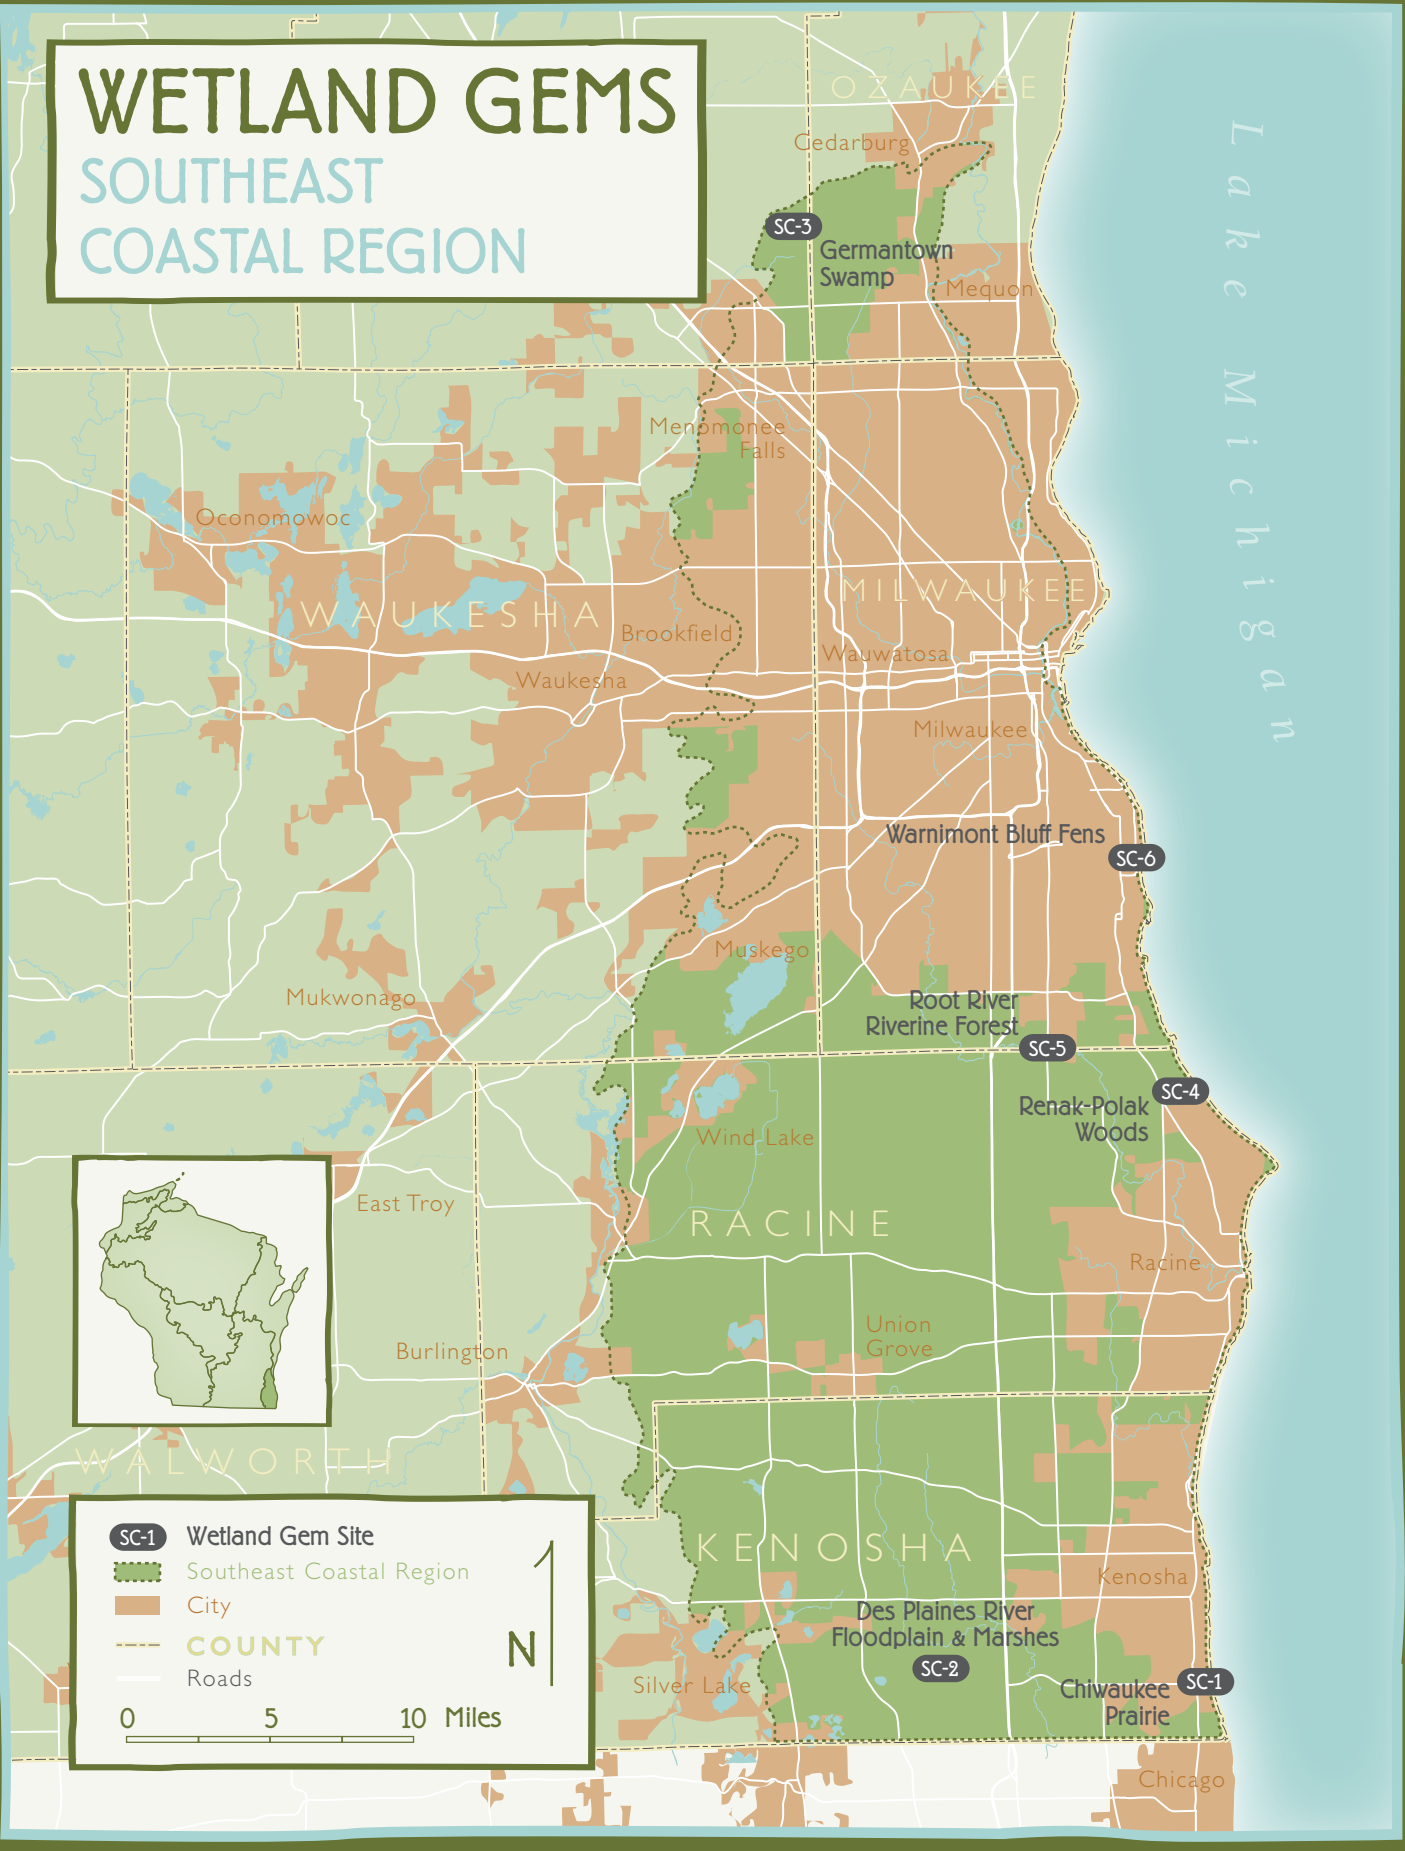 WETLAND GEMS
SOUTHEAST
COASTAL REGION
OZAUKEE
Cedarburg
SC-3
Germantown
Swamp
Mequon
Lake Michigan
Menomonee
Falls
Oconomowoc
WAUKESHA
MILWAUKEE
Brookfield
Wauwatosa
Waukesha
Milwaukee
Warnimont Bluff Fens
SC-6
Muskego
Mukwonago
Root River
Riverine Forest
SC-5
SC-4
Renak-Polak
Woods
Wind Lake
East Troy
RACINE
Racine
Union
Grove
Burlington
WALWORTH
KENOSHA
Kenosha
Des Plaines River
Floodplain & Marshes
SC-2
Silver Lake
Chiwaukee
Prairie
SC-1
Chicago
SC-1 Wetland Gem Site
Southeast Coastal Region
City
COUNTY
Roads
N
0 5 10 Miles